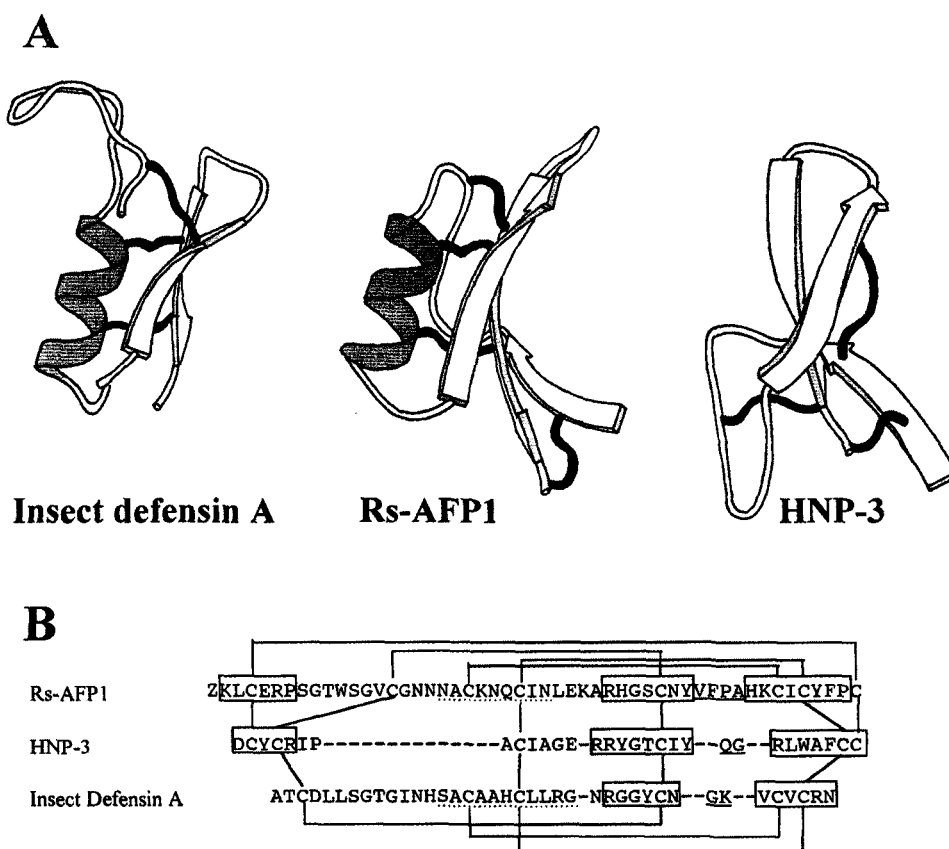 A
Insect defensin A
Rs-AFP1
HNP-3
B
Rs-AFP1 ZKLCERPSGTWSGVCGNNNACKNQCINLEKARHGSCNYVFPAHKCICYFPC
HNP-3 DCYCRIP----------------ACIAGE-RRYGTCIY--QG--RLWAFCC
Insect Defensin A ATCDLLSGTGINHSACAAHCLLRG-NRGGYCN--GK--VCVCRN